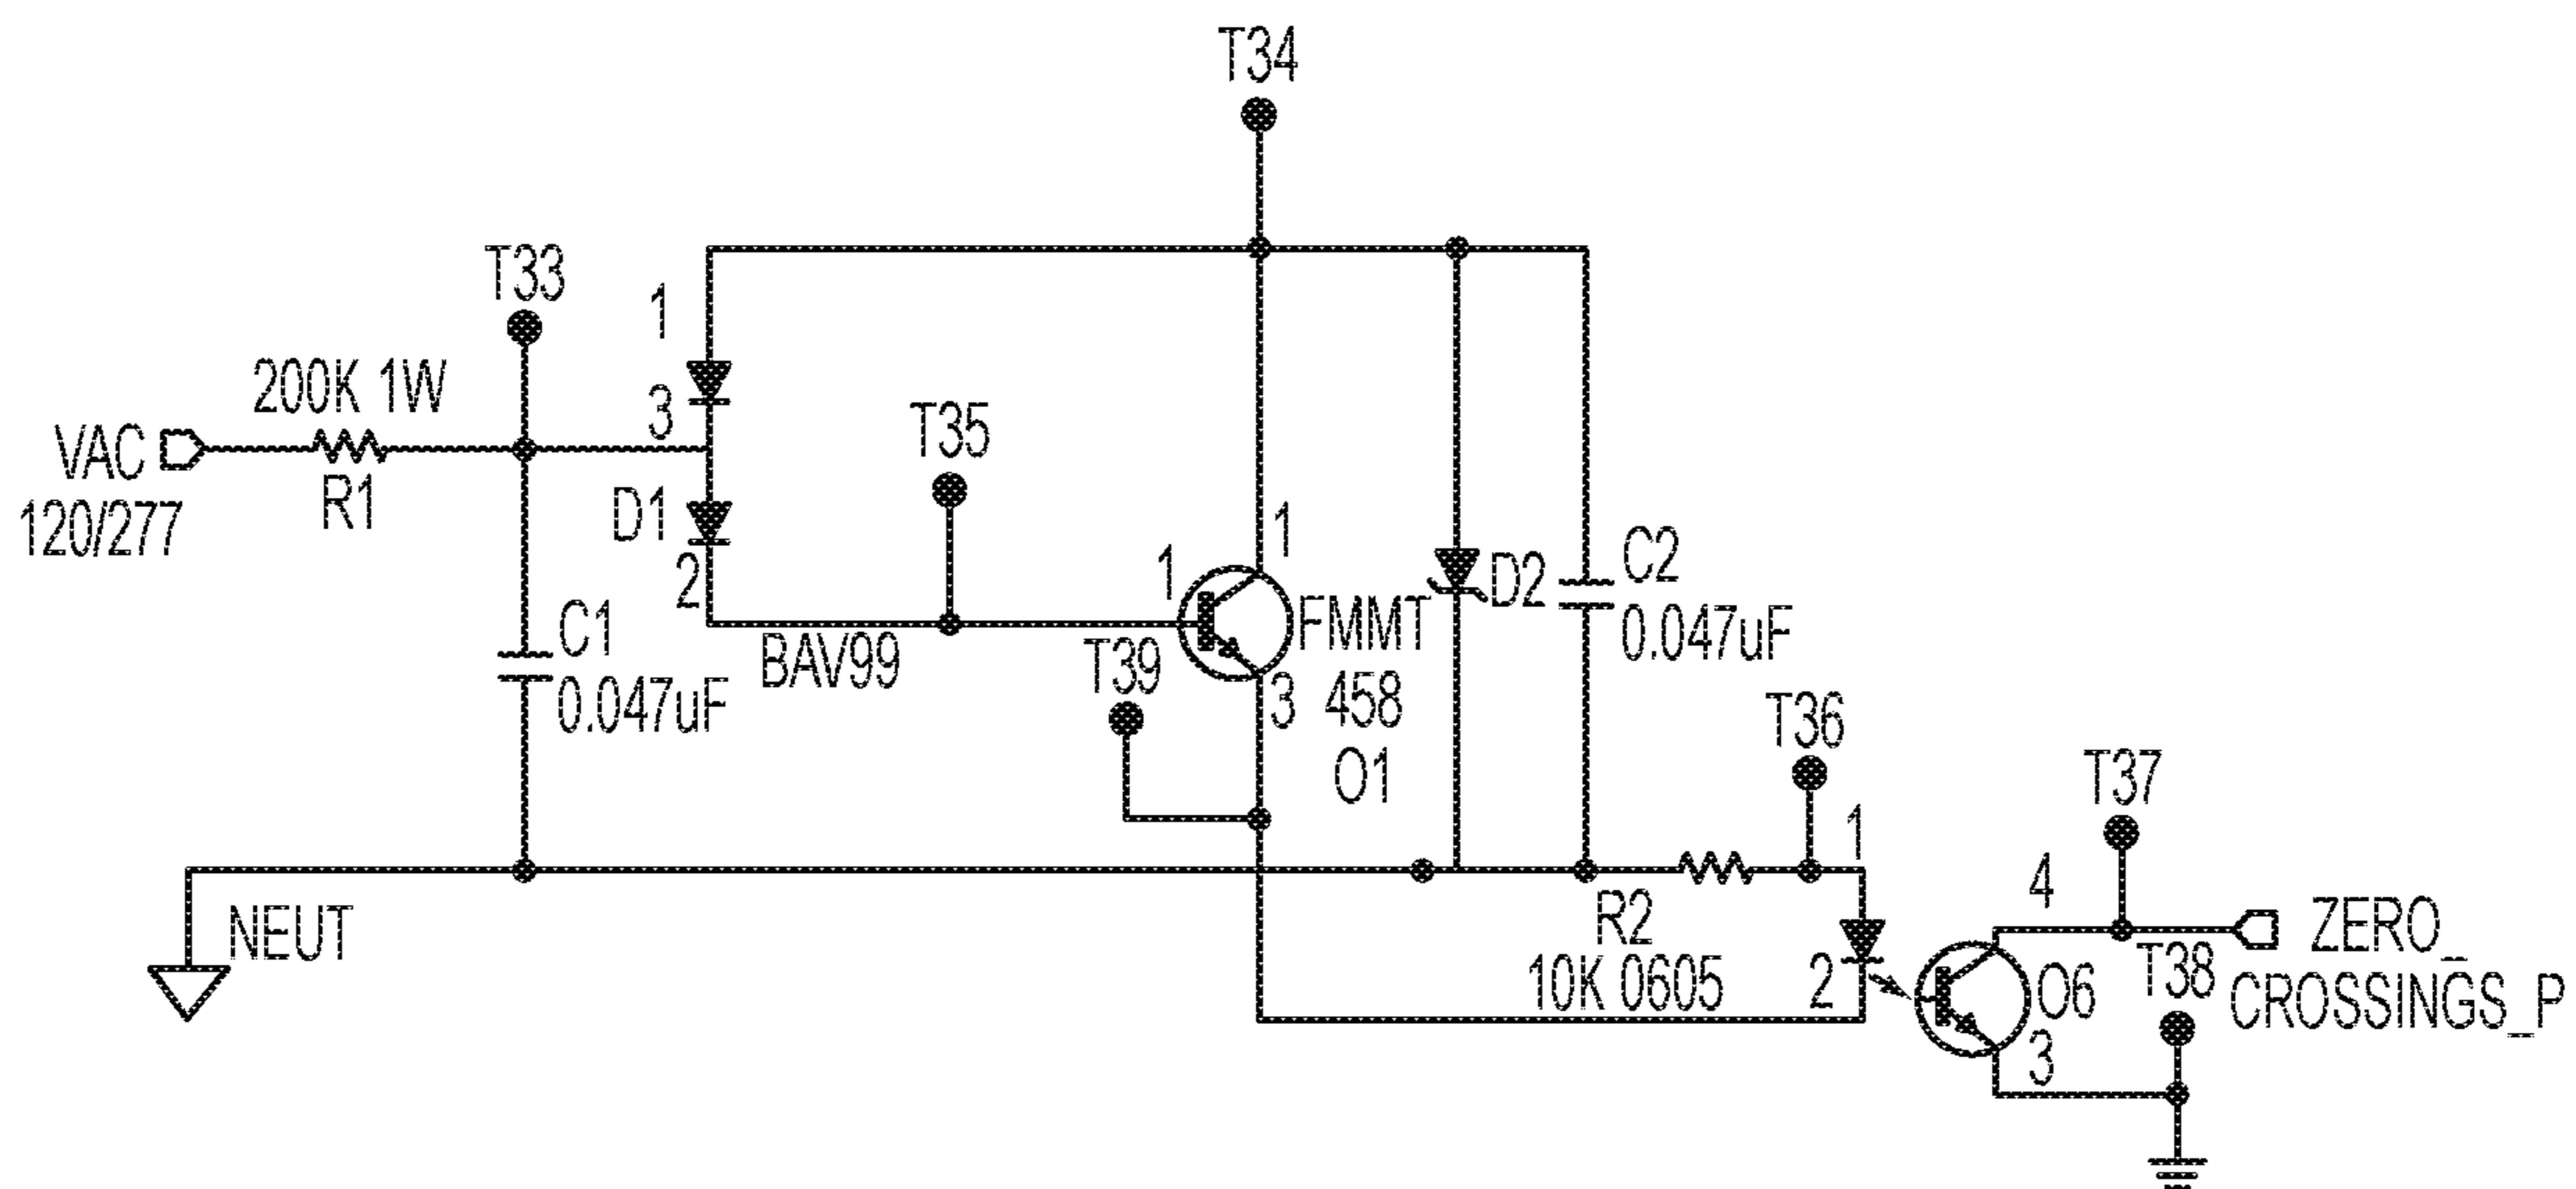 T34
T33
1
200K 1W
3
T35
VAC
120/277
R1
D1
2
1
1
D2
C2
0.047uF
C1
0.047uF
BAV99
T39
FMMT
458
O1
3
T36
1
T37
4
NEUT
R2
10K 0605
2
O6
3
T38
ZERO_
CROSSINGS_P